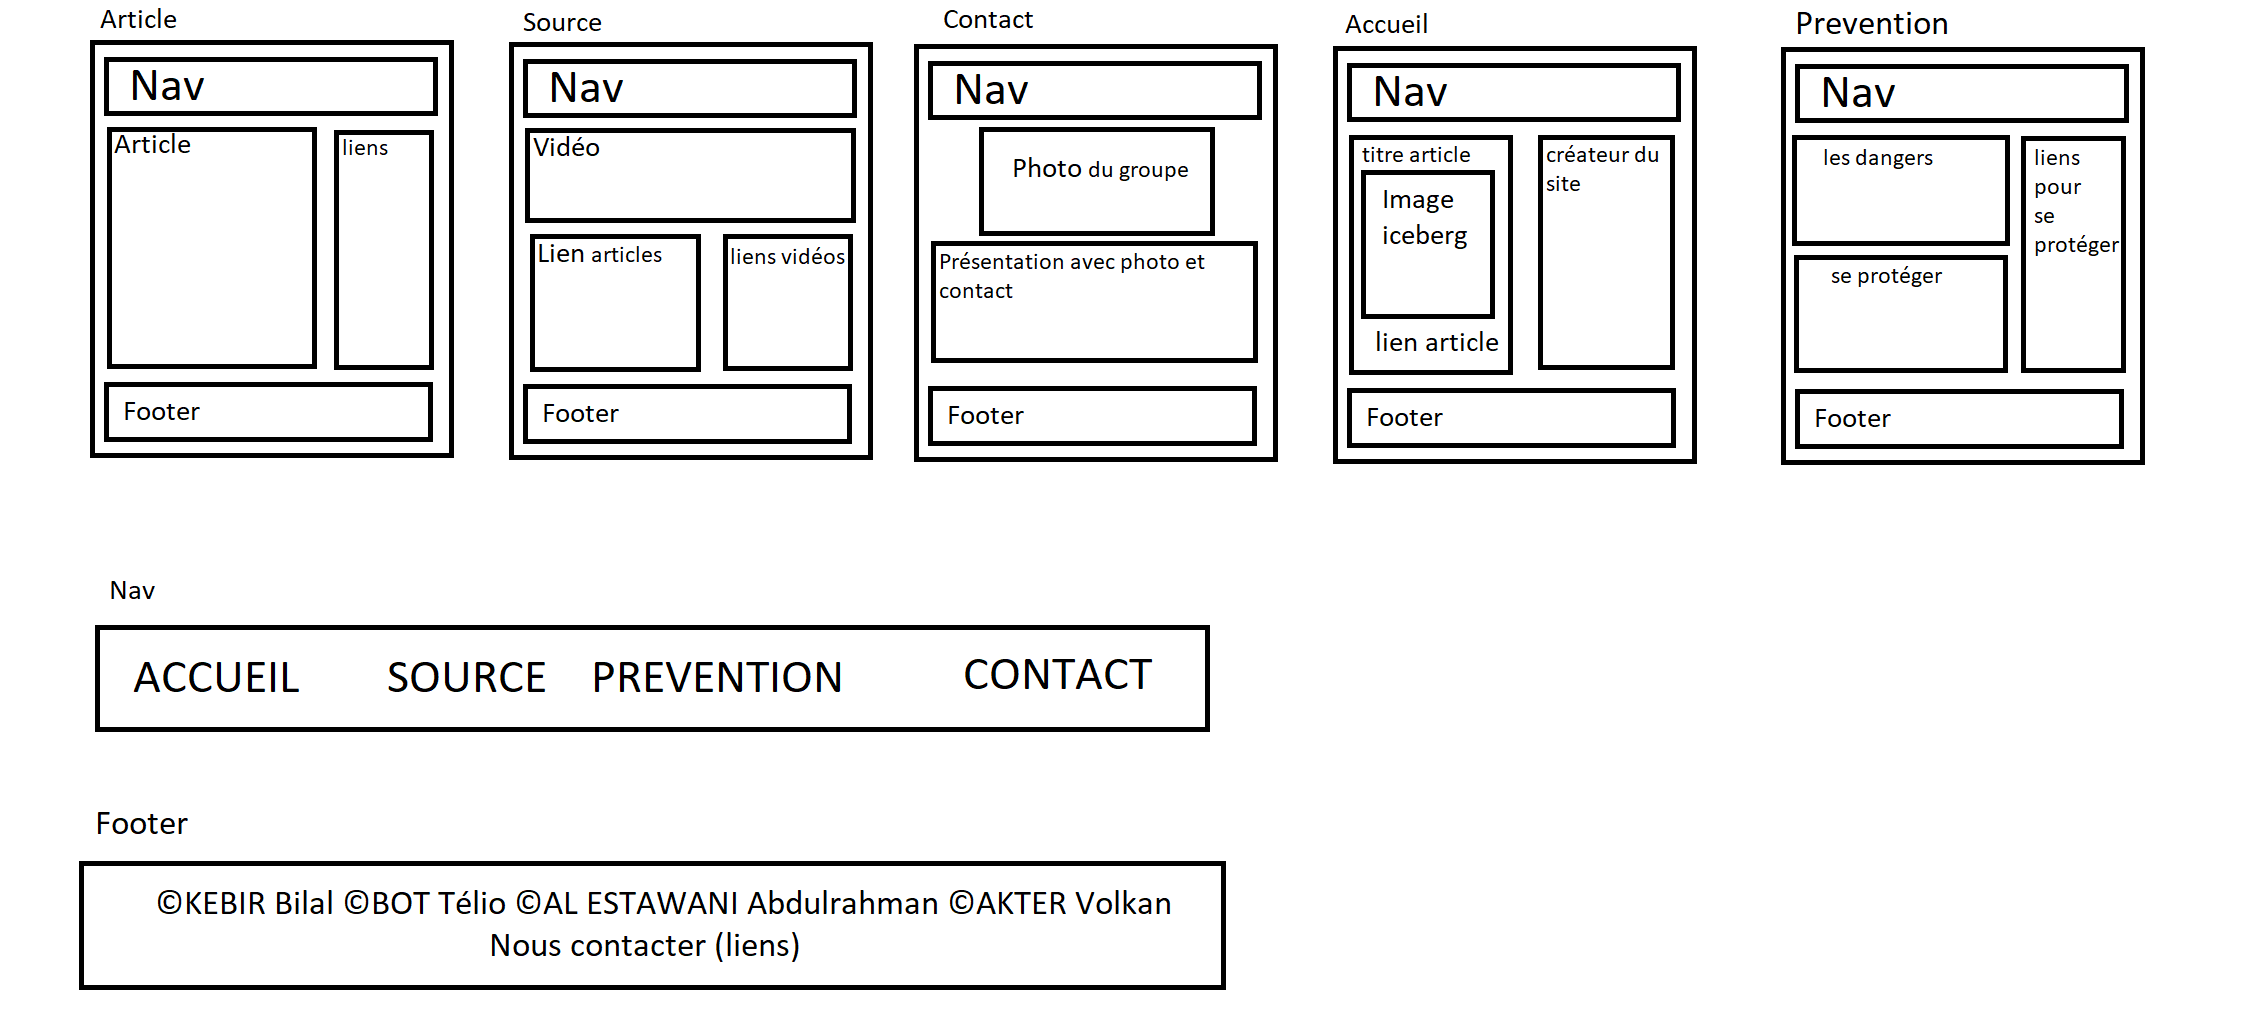 Article
Nav
Article
liens
Footer
Source
Nav
Vidéo
Lien articles
liens vidéos
Footer
Contact
Nav
Photo du groupe
Présentation avec photo et
contact
Footer
Accueil
Nav
titre article
Image
iceberg
lien article
créateur du
site
Footer
Prevention
Nav
les dangers
se protéger
liens
pour
se
protéger
Footer
Nav
ACCUEIL SOURCE PREVENTION CONTACT
Footer
©KEBIR Bilal ©BOT Télio ©AL ESTAWANI Abdulrahman ©AKTER Volkan
Nous contacter (liens)